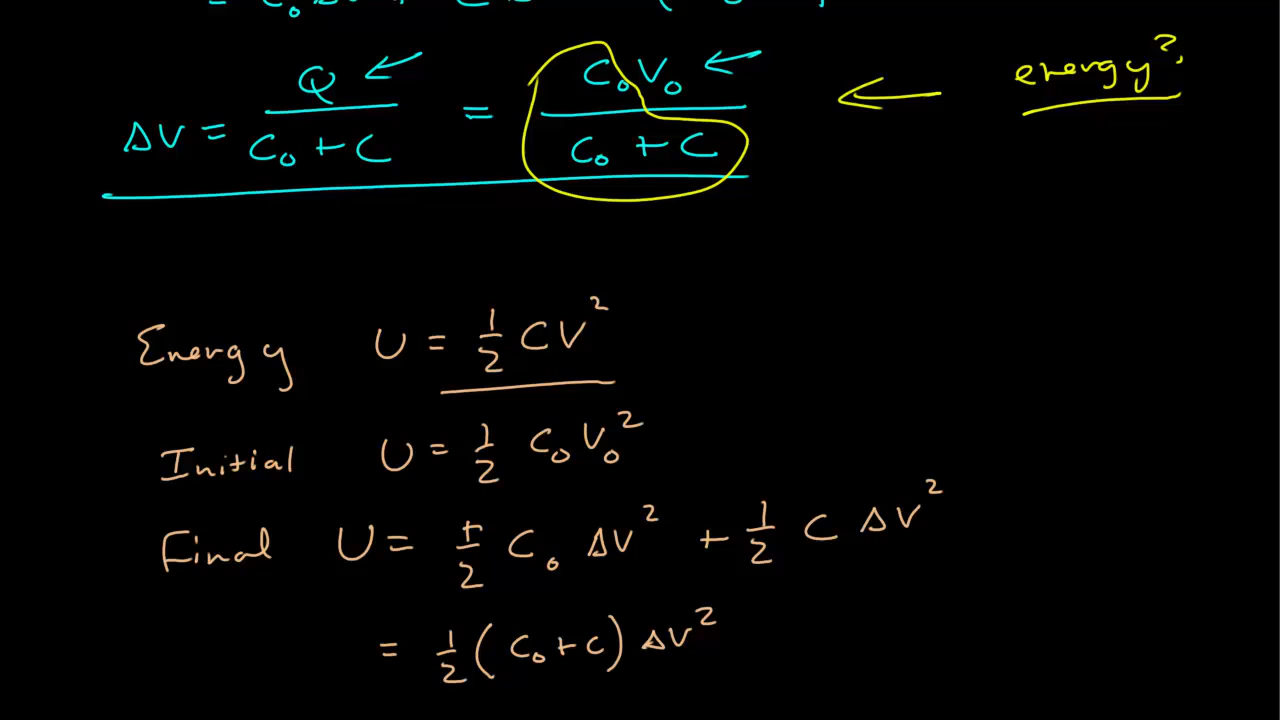 = C₀ΔV
ΔV = Q / (C₀ + C) = C₀V₀ / (C₀ + C) ← energy?
Energy U = 1/2 CV²
Initial U = 1/2 C₀V₀²
Final U = 1/2 C₀ ΔV² + 1/2 C ΔV²
= 1/2 (C₀ + C) ΔV²